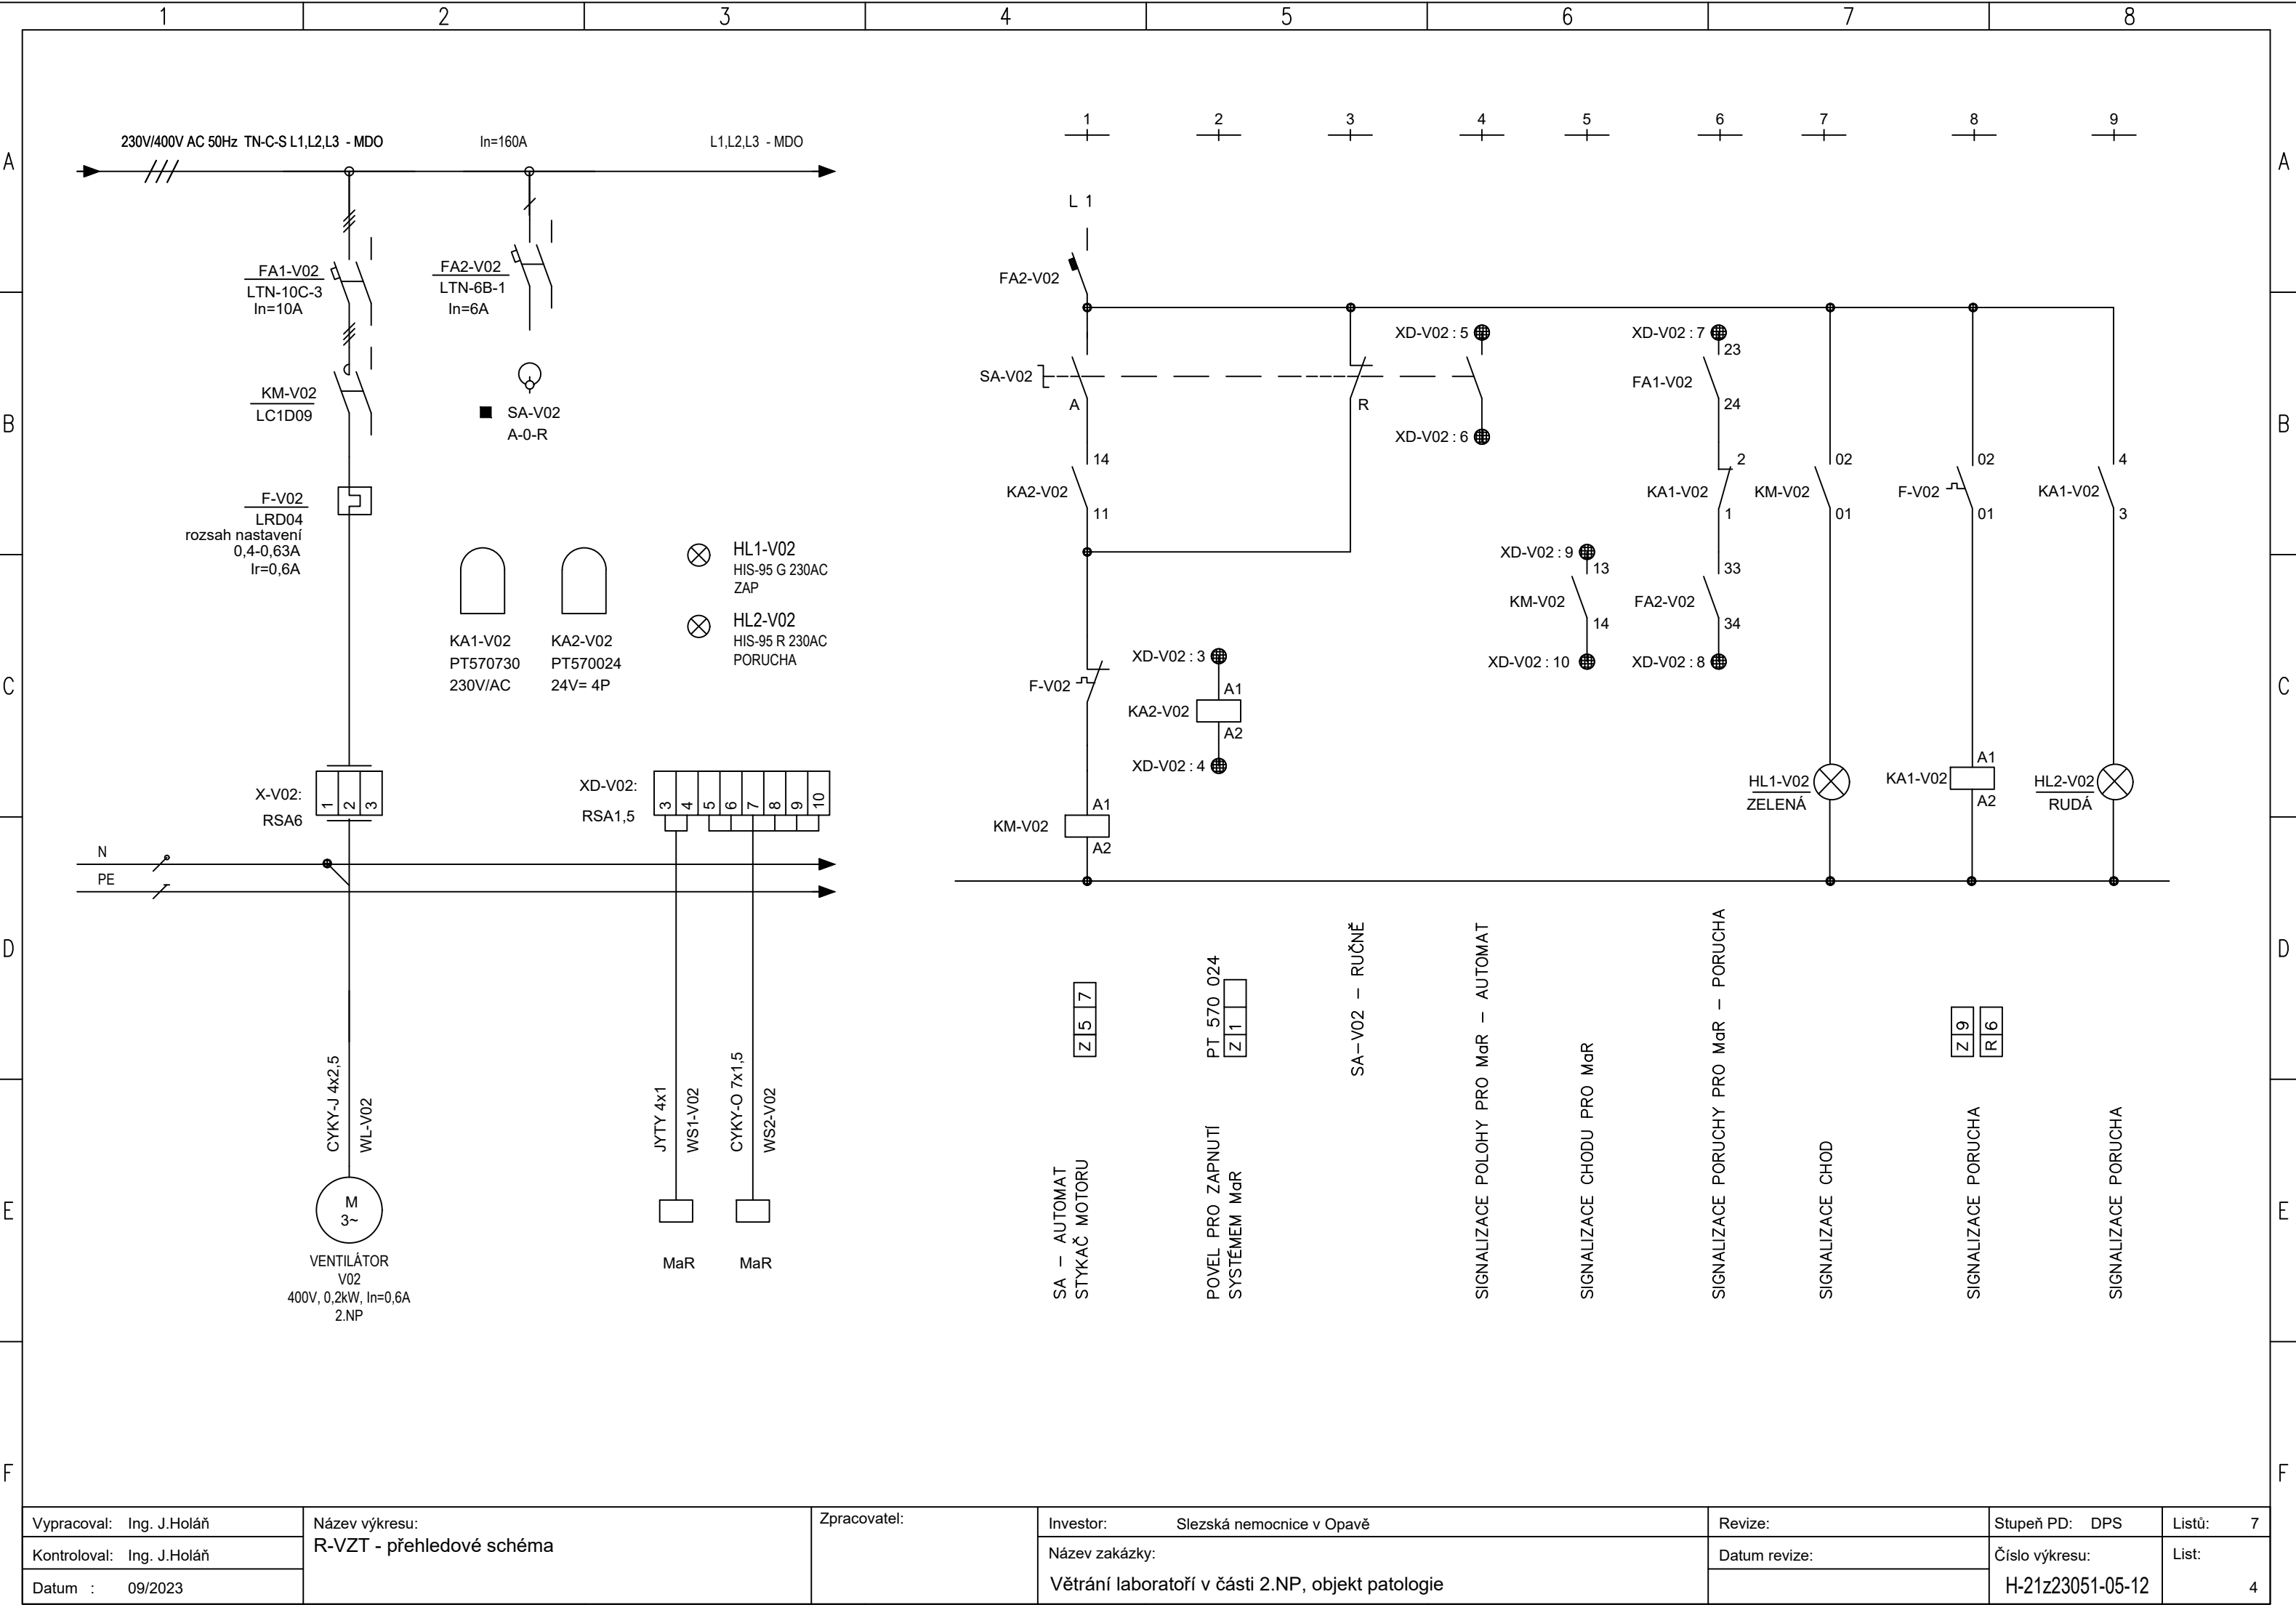 1 2 3 4 5 6 7 8
A
B
C
D
E
F
A
B
C
D
E
F
230V/400V AC 50Hz TN-C-S L1,L2,L3 - MDO
In=160A
L1,L2,L3 - MDO
FA1-V02
LTN-10C-3
In=10A
FA2-V02
LTN-6B-1
In=6A
KM-V02
LC1D09
SA-V02
A-0-R
F-V02
LRD04
rozsah nastavení
0,4-0,63A
Ir=0,6A
KA1-V02
PT570730
230V/AC
KA2-V02
PT570024
24V= 4P
HL1-V02
HIS-95 G 230AC
ZAP
HL2-V02
HIS-95 R 230AC
PORUCHA
X-V02:
RSA6
1 2 3
XD-V02:
RSA1,5
3 4 5 6 7 8 9 10
N
PE
CYKY-J 4x2,5
WL-V02
JYTY 4x1
WS1-V02
CYKY-O 7x1,5
WS2-V02
M
3~
VENTILÁTOR
V02
400V, 0,2kW, In=0,6A
2.NP
MaR
MaR
1 2 3 4 5 6 7 8 9
L 1
FA2-V02
SA-V02
A
R
14
KA2-V02
11
F-V02
A1
KM-V02
A2
XD-V02 : 3
A1
KA2-V02
A2
XD-V02 : 4
XD-V02 : 5
XD-V02 : 6
XD-V02 : 9
13
KM-V02
14
XD-V02 : 10
XD-V02 : 7
23
FA1-V02
24
2
KA1-V02
1
33
FA2-V02
34
XD-V02 : 8
02
KM-V02
01
HL1-V02
ZELENÁ
02
F-V02
01
A1
KA1-V02
A2
4
KA1-V02
3
HL2-V02
RUDÁ
Z 5 7
SA – AUTOMAT
STYKAČ MOTORU
PT 570 024
Z 1
POVEL PRO ZAPNUTÍ
SYSTÉMEM MaR
SA–V02 – RUČNĚ
SIGNALIZACE POLOHY PRO MaR – AUTOMAT
SIGNALIZACE CHODU PRO MaR
SIGNALIZACE PORUCHY PRO MaR – PORUCHA
SIGNALIZACE CHOD
Z 9
R 6
SIGNALIZACE PORUCHA
SIGNALIZACE PORUCHA
Vypracoval: Ing. J.Holáň
Kontroloval: Ing. J.Holáň
Datum : 09/2023
Název výkresu:
R-VZT - přehledové schéma
Zpracovatel:
Investor: Slezská nemocnice v Opavě
Název zakázky:
Větrání laboratoří v části 2.NP, objekt patologie
Revize:
Datum revize:
Stupeň PD: DPS
Číslo výkresu:
H-21z23051-05-12
Listů: 7
List:
4